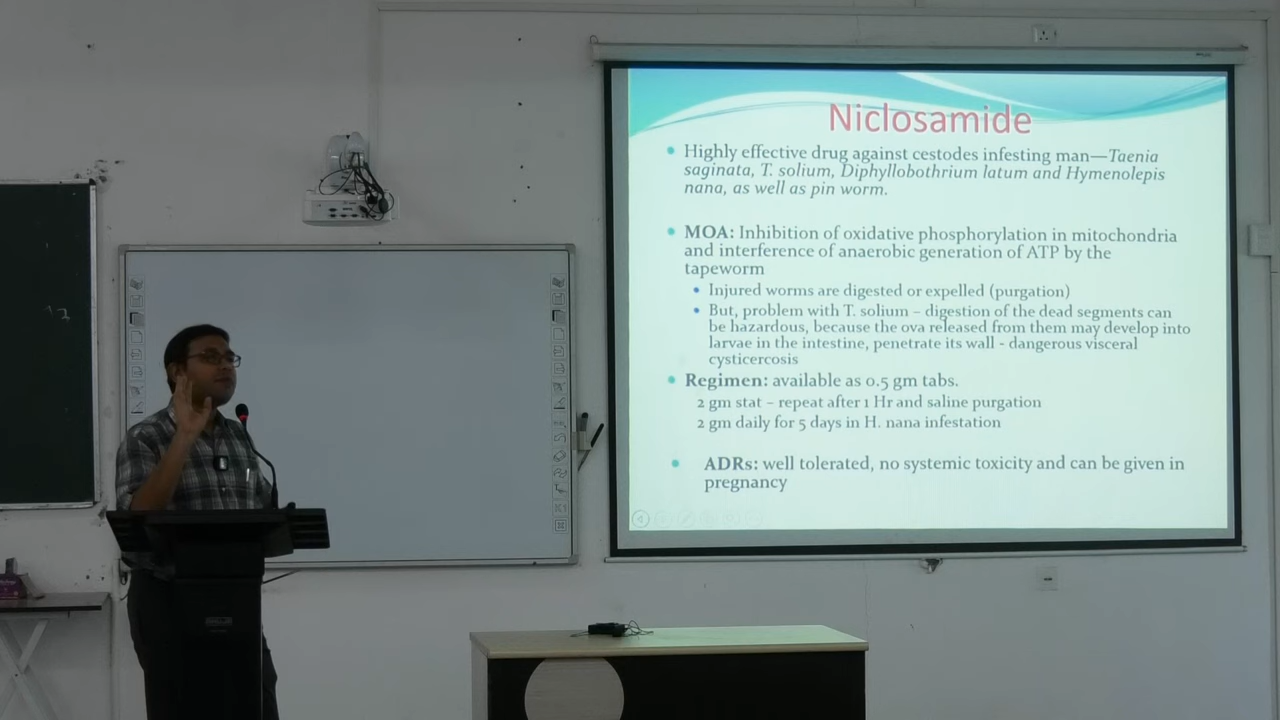 Niclosamide
Highly effective drug against cestodes infesting man—Taenia
saginata, T. solium, Diphyllobothrium latum and Hymenolepis
nana, as well as pin worm.
MOA: Inhibition of oxidative phosphorylation in mitochondria
and interference of anaerobic generation of ATP by the
tapeworm
Injured worms are digested or expelled (purgation)
But, problem with T. solium – digestion of the dead segments can
be hazardous, because the ova released from them may develop into
larvae in the intestine, penetrate its wall - dangerous visceral
cysticercosis
Regimen: available as 0.5 gm tabs.
2 gm stat – repeat after 1 Hr and saline purgation
2 gm daily for 5 days in H. nana infestation
ADRs: well tolerated, no systemic toxicity and can be given in
pregnancy